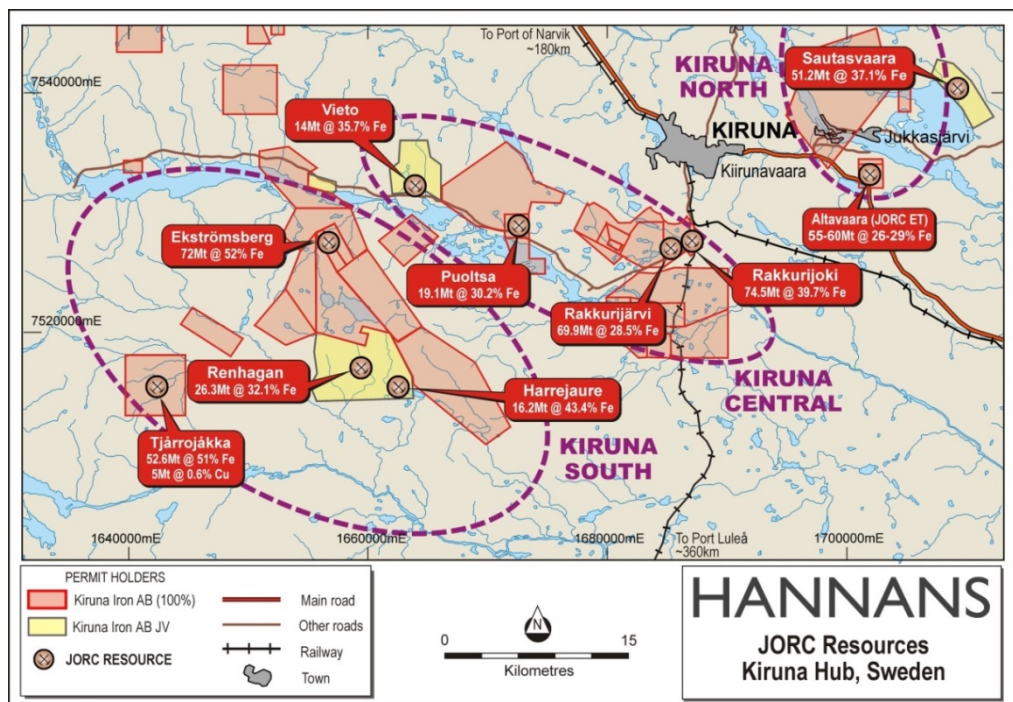 To Port of Narvik
~180km
7540000mE
KIRUNA
NORTH
Sautasvaara
51.2Mt @ 37.1% Fe
Vieto
14Mt @ 35.7% Fe
KIRUNA
Jukkasjärvi
Kiirunavaara
Altavaara (JORC ET)
55-60Mt @ 26-29% Fe
Ekströmsberg
72Mt @ 52% Fe
Puoltsa
19.1Mt @ 30.2% Fe
Rakkurijoki
74.5Mt @ 39.7% Fe
Rakkurijärvi
69.9Mt @ 28.5% Fe
7520000mE
Renhagan
26.3Mt @ 32.1% Fe
Harrejaure
16.2Mt @ 43.4% Fe
KIRUNA
CENTRAL
Tjårrojåkka
52.6Mt @ 51% Fe
5Mt @ 0.6% Cu
KIRUNA
SOUTH
1640000mE
1660000mE
1680000mE
To Port Luleå
~360km
1700000mE
PERMIT HOLDERS
Kiruna Iron AB (100%)
Kiruna Iron AB JV
JORC RESOURCE
Main road
Other roads
Railway
Town
N
0
15
Kilometres
HANNANS
JORC Resources
Kiruna Hub, Sweden